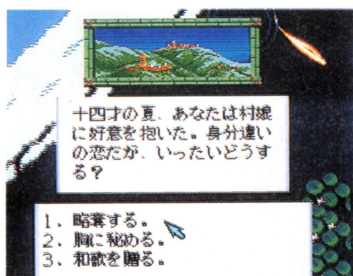 十四才の夏、あなたは村娘
に好意を抱いた。身分違い
の恋だが、いったいどうす
る？
1、略奪する。
2、胸に秘める。
3、和歌を贈る。